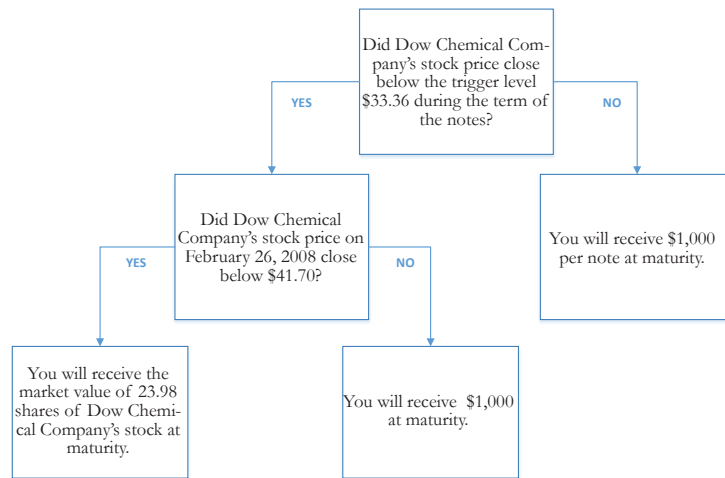 Did Dow Chemical Com-
pany's stock price close
below the trigger level
$33.36 during the term of
the notes?
YES
NO
Did Dow Chemical
Company's stock price on
February 26, 2008 close
below $41.70?
You will receive $1,000
per note at maturity.
YES
NO
You will receive the
market value of 23.98
shares of Dow Chemi-
cal Company's stock at
maturity.
You will receive $1,000
at maturity.